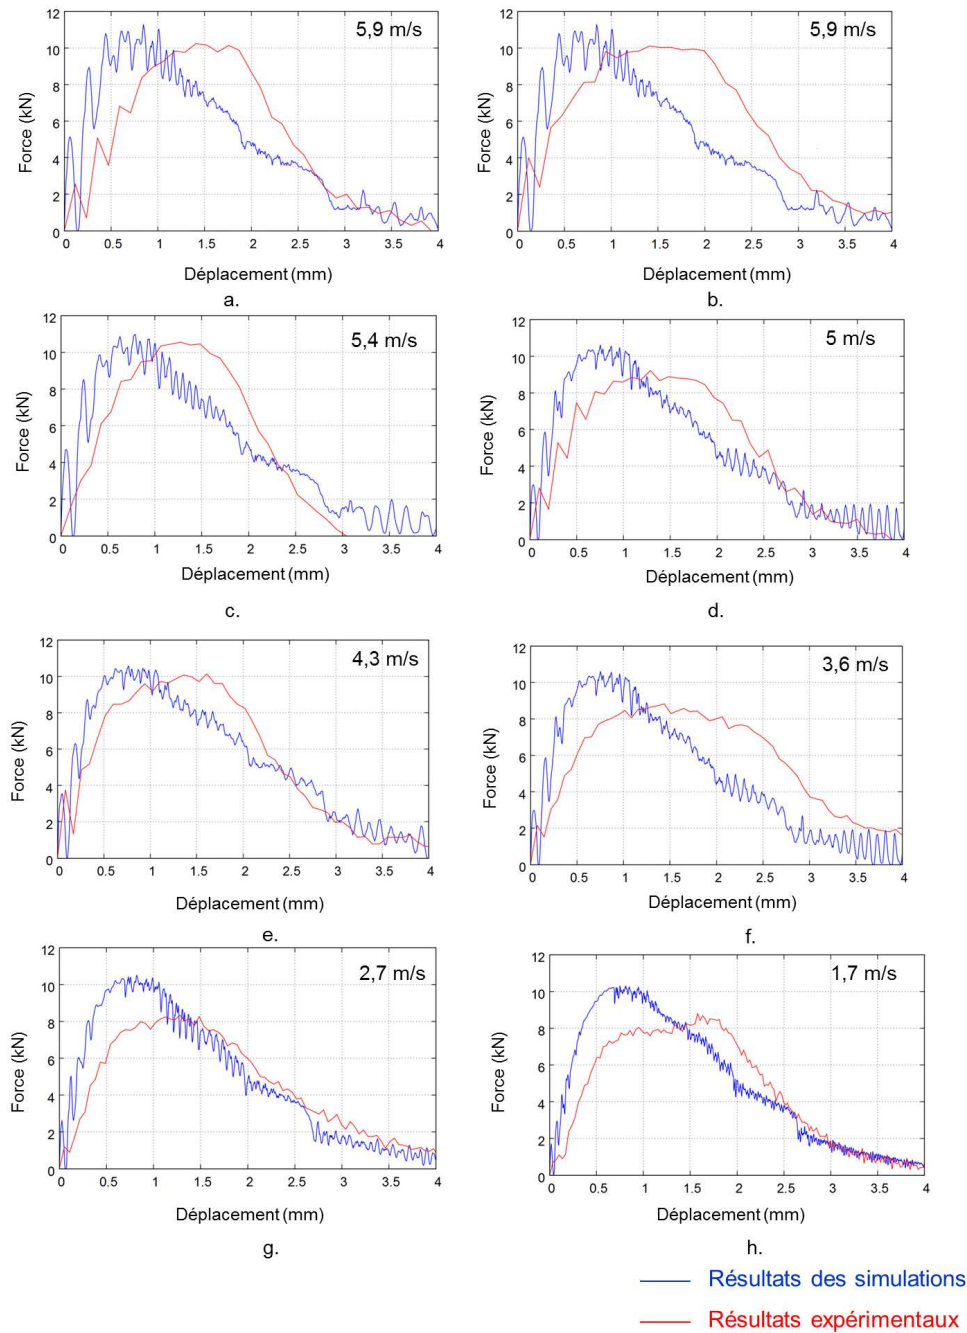 12
10
8
6
4
2
0
Force (kN)
5,9 m/s
0 0.5 1 1.5 2 2.5 3 3.5 4
Déplacement (mm)
a.
12
10
8
6
4
2
0
Force (kN)
5,9 m/s
0 0.5 1 1.5 2 2.5 3 3.5 4
Déplacement (mm)
b.
12
10
8
6
4
2
0
Force (kN)
5,4 m/s
0 0.5 1 1.5 2 2.5 3 3.5 4
Déplacement (mm)
c.
12
10
8
6
4
2
0
Force (kN)
5 m/s
0 0.5 1 1.5 2 2.5 3 3.5 4
Déplacement (mm)
d.
12
10
8
6
4
2
0
Force (kN)
4,3 m/s
0 0.5 1 1.5 2 2.5 3 3.5 4
Déplacement (mm)
e.
12
10
8
6
4
2
0
Force (kN)
3,6 m/s
0 0.5 1 1.5 2 2.5 3 3.5 4
Déplacement (mm)
f.
12
10
8
6
4
2
0
Force (kN)
2,7 m/s
0 0.5 1 1.5 2 2.5 3 3.5 4
Déplacement (mm)
g.
12
10
8
6
4
2
0
Force (kN)
1,7 m/s
0 0.5 1 1.5 2 2.5 3 3.5 4
Déplacement (mm)
h.
Résultats des simulations
Résultats expérimentaux